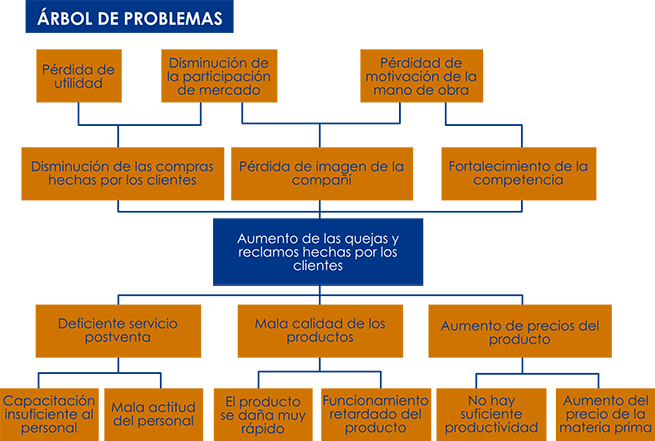 ÁRBOL DE PROBLEMAS
Pérdida de
utilidad
Disminución de
la participación
de mercado
Pérdidad de
motivación de la
mano de obra
Disminución de las compras
hechas por los clientes
Pérdida de imagen de la
compañí
Fortalecimiento de la
competencia
Aumento de las quejas y
reclamos hechas por los
clientes
Deficiente servicio
postventa
Mala calidad de los
productos
Aumento de precios del
producto
Capacitación
insuficiente al
personal
Mala actitud
del personal
El producto
se daña muy
rápido
Funcionamiento
retardado del
producto
No hay
suficiente
productividad
Aumento del
precio de la
materia prima